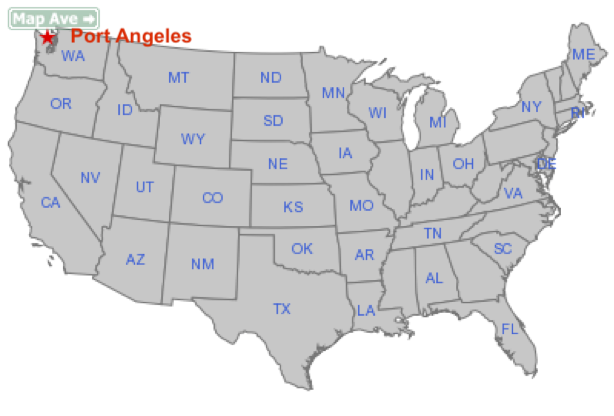 Map Ave
Port Angeles
WA
MT
ND
MN
ME
OR
ID
SD
WI
MI
NY
RI
WY
IA
NE
IN
OH
DE
NV
UT
CO
KS
MO
VA
CA
TN
AZ
NM
OK
AR
SC
TX
LA
AL
FL